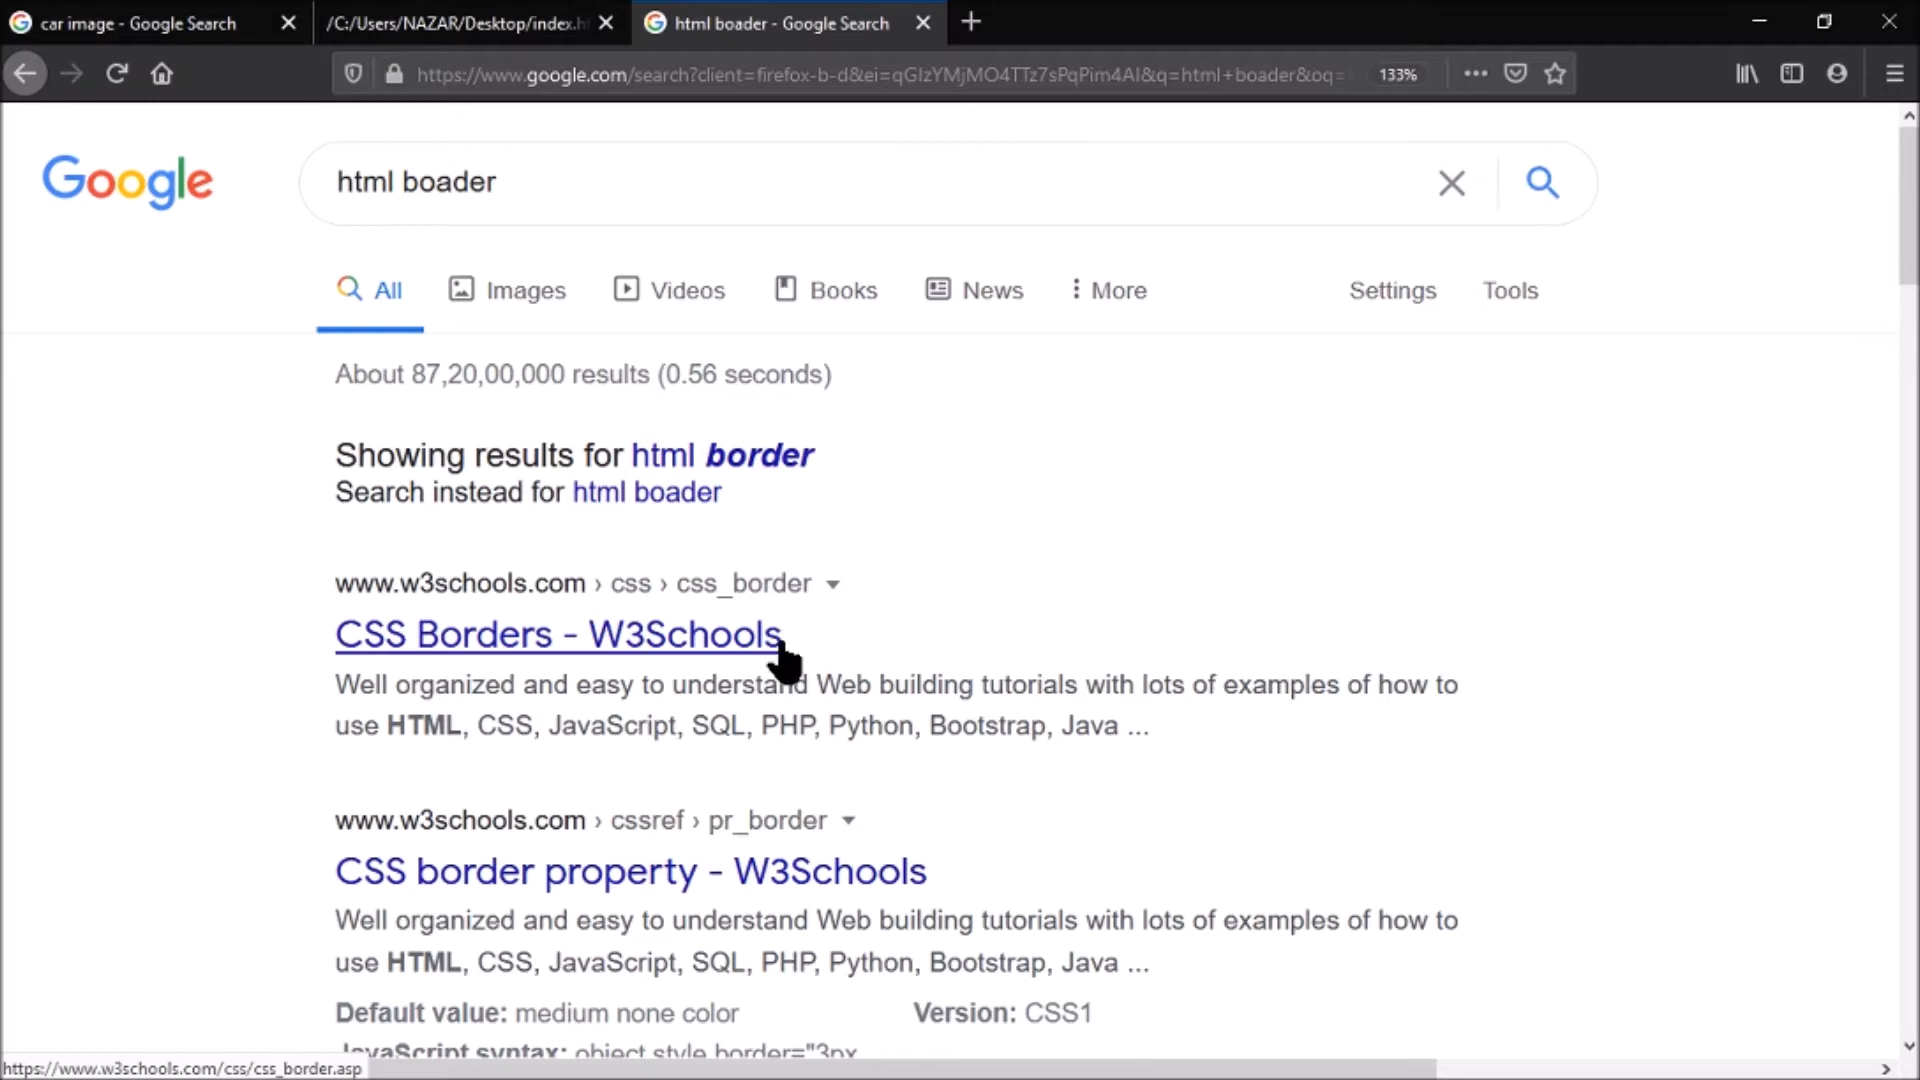 car image - Google Search
/C:/Users/NAZAR/Desktop/index.h
html boader - Google Search
https://www.google.com/search?client=firefox-b-d&ei=qGIzYMjMO4TTz7sPqPim4AI&q=html+boader&oq=
133%
Google
html boader
All
Images
Videos
Books
News
More
Settings
Tools
About 87,20,00,000 results (0.56 seconds)
Showing results for html border
Search instead for html boader
www.w3schools.com › css › css_border
CSS Borders - W3Schools
Well organized and easy to understand Web building tutorials with lots of examples of how to
use HTML, CSS, JavaScript, SQL, PHP, Python, Bootstrap, Java ...
www.w3schools.com › cssref › pr_border
CSS border property - W3Schools
Well organized and easy to understand Web building tutorials with lots of examples of how to
use HTML, CSS, JavaScript, SQL, PHP, Python, Bootstrap, Java ...
Default value: medium none color
Version: CSS1
JavaScript syntax: object.style.border="3px
https://www.w3schools.com/css/css_border.asp